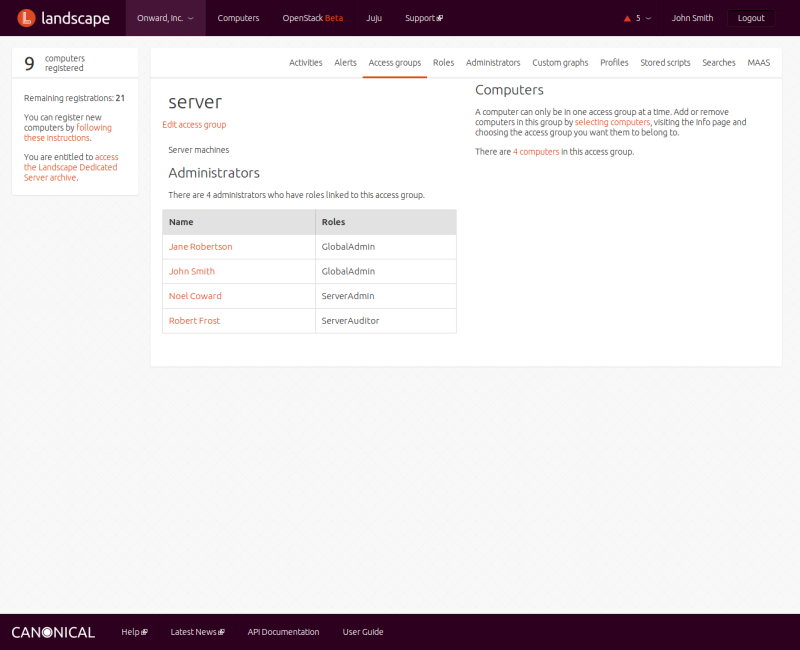 landscape
Onward, Inc.
Computers
OpenStack Beta
Juju
Support
5
John Smith
Logout
9 computers
registered
Remaining registrations: 21
You can register new
computers by following
these instructions.
You are entitled to access
the Landscape Dedicated
Server archive.
Activities
Alerts
Access groups
Roles
Administrators
Custom graphs
Profiles
Stored scripts
Searches
MAAS
server
Edit access group
Server machines
Administrators
There are 4 administrators who have roles linked to this access group.
Name Roles
Jane Robertson GlobalAdmin
John Smith GlobalAdmin
Noel Coward ServerAdmin
Robert Frost ServerAuditor
Computers
A computer can only be in one access group at a time. Add or remove
computers in this group by selecting computers, visiting the info page and
choosing the access group you want them to belong to.
There are 4 computers in this access group.
CANONICAL
Help
Latest News
API Documentation
User Guide